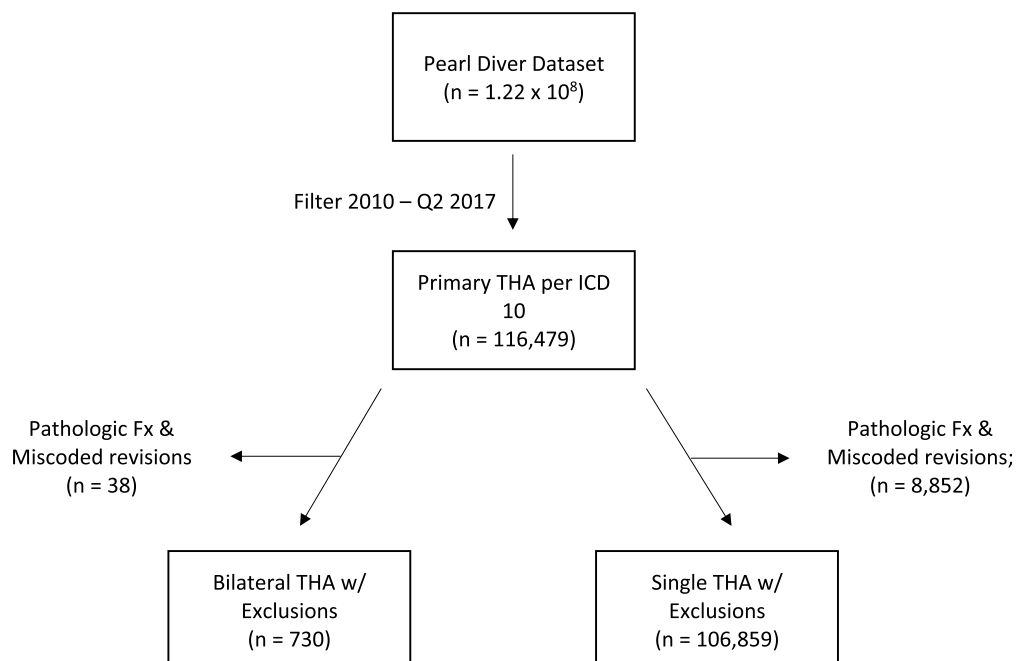 Pearl Diver Dataset
(n = 1.22 x 10⁸)
Filter 2010 – Q2 2017
Primary THA per ICD
10
(n = 116,479)
Pathologic Fx &
Miscoded revisions
(n = 38)
Pathologic Fx &
Miscoded revisions;
(n = 8,852)
Bilateral THA w/
Exclusions
(n = 730)
Single THA w/
Exclusions
(n = 106,859)